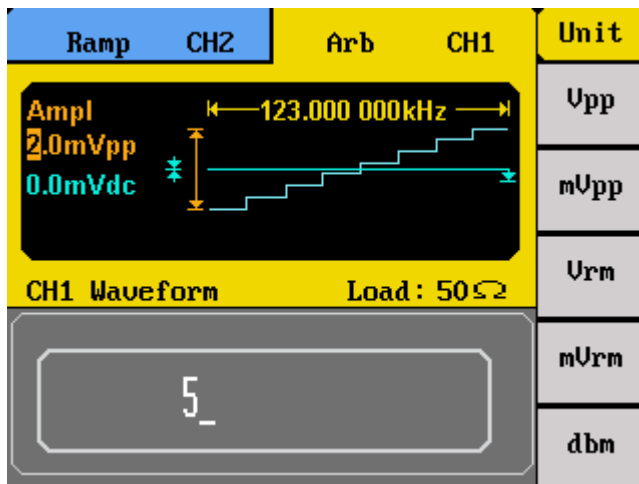 Ramp CH2 Arb CH1 Unit
Ampl 123.000 000kHz
2.0mVpp
0.0mVdc
CH1 Waveform Load: 50Ω
5_
Vpp
mVpp
Vrm
mVrm
dbm